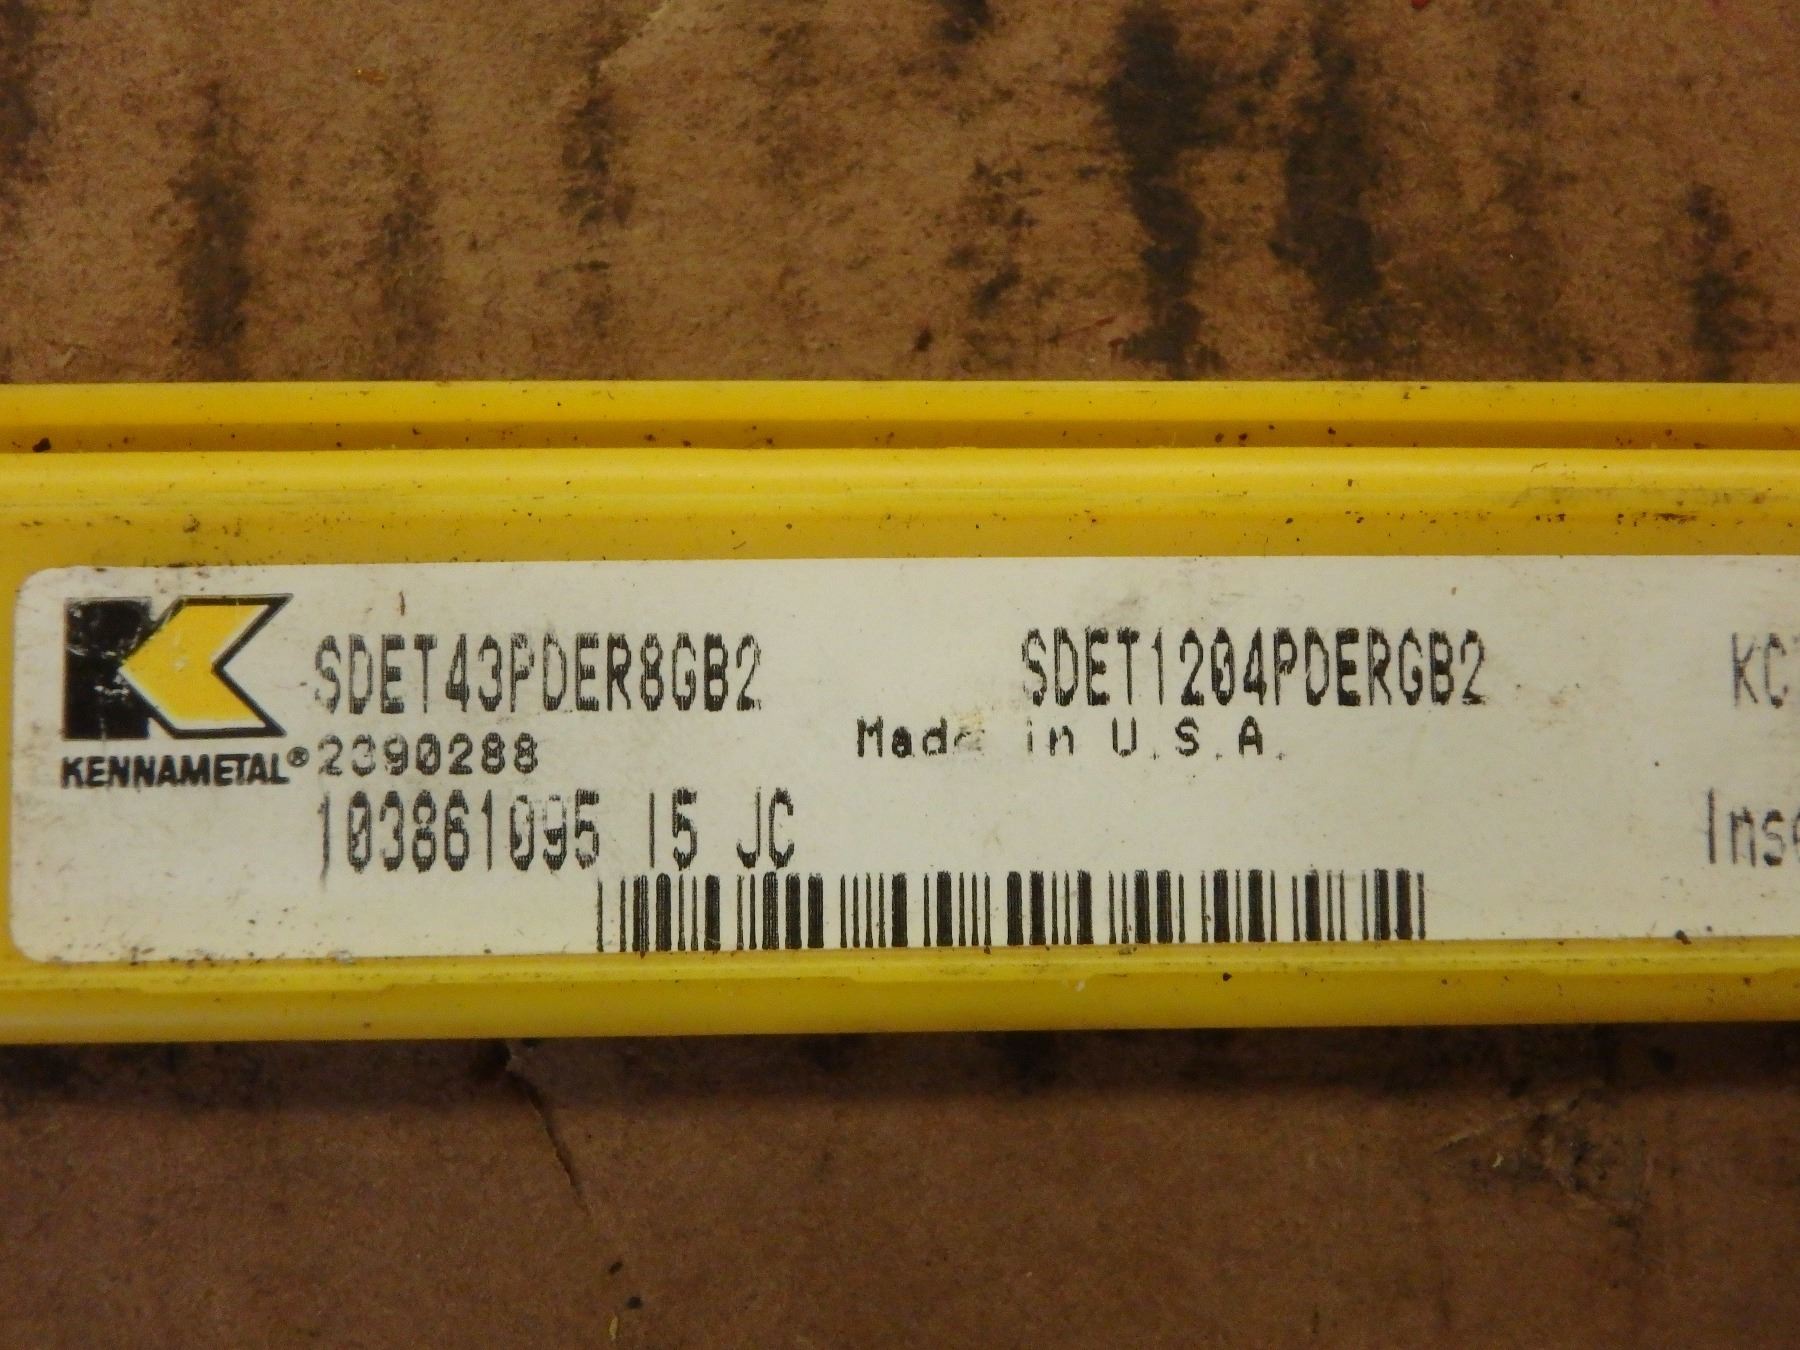 SDET43PDER8GB2 SDET1204PDERGB2
KENNAMETAL® 2390288 Made in U.S.A.
103861095 15 JC